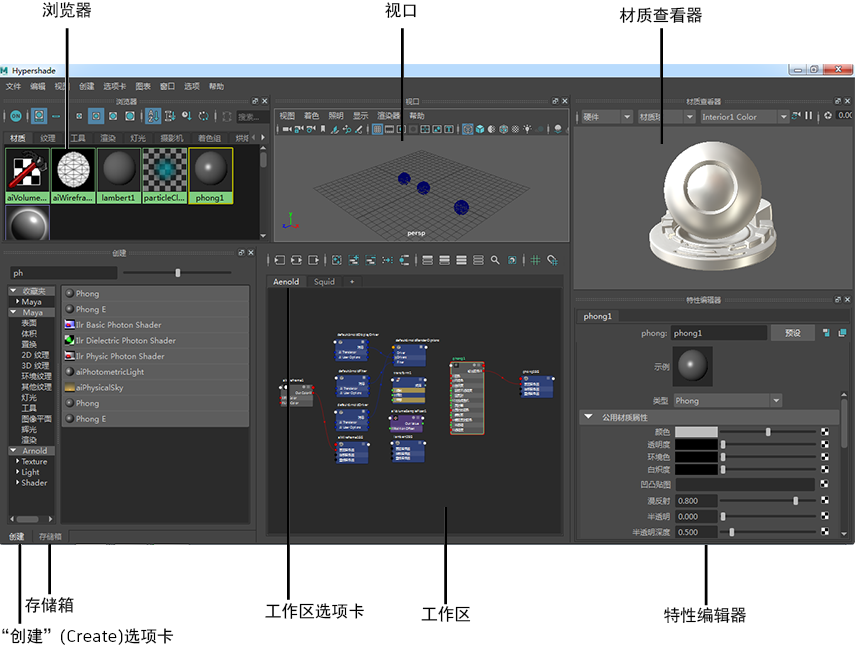 浏览器
视口
材质查看器
Hypershade
文件 编辑 视图 创建 选项卡 图表 窗口 选项 帮助
浏览器
视口
材质查看器
搜索...
材质 纹理 工具 渲染 灯光 摄影机 着色组
aiVolume... aiWirefra... lambert1 particleCl... phong1
视图 着色 照明 显示 渲染器 帮助
persp
硬件
Interior1 Color
0.00
创建
ph
收藏夹
Maya
Maya
表面
体积
置换
2D 纹理
3D 纹理
环境纹理
其他纹理
灯光
工具
图像平面
辉光
渲染
Arnold
Texture
Light
Shader
Phong
Phong E
Ilr Basic Photon Shader
Ilr Dielectric Photon Shader
Ilr Physic Photon Shader
aiPhotometricLight
aiPhysicalSky
Phong
Phong E
创建 存储箱
Aenold Squid +
phong1
特性编辑器
phong1
phong: phong1 预设
示例
类型 Phong
公用材质属性
颜色
透明度
环境色
白炽度
凹凸贴图
漫反射 0.800
半透明 0.000
半透明深度 0.500
存储箱
“创建” (Create)选项卡
工作区选项卡
工作区
特性编辑器